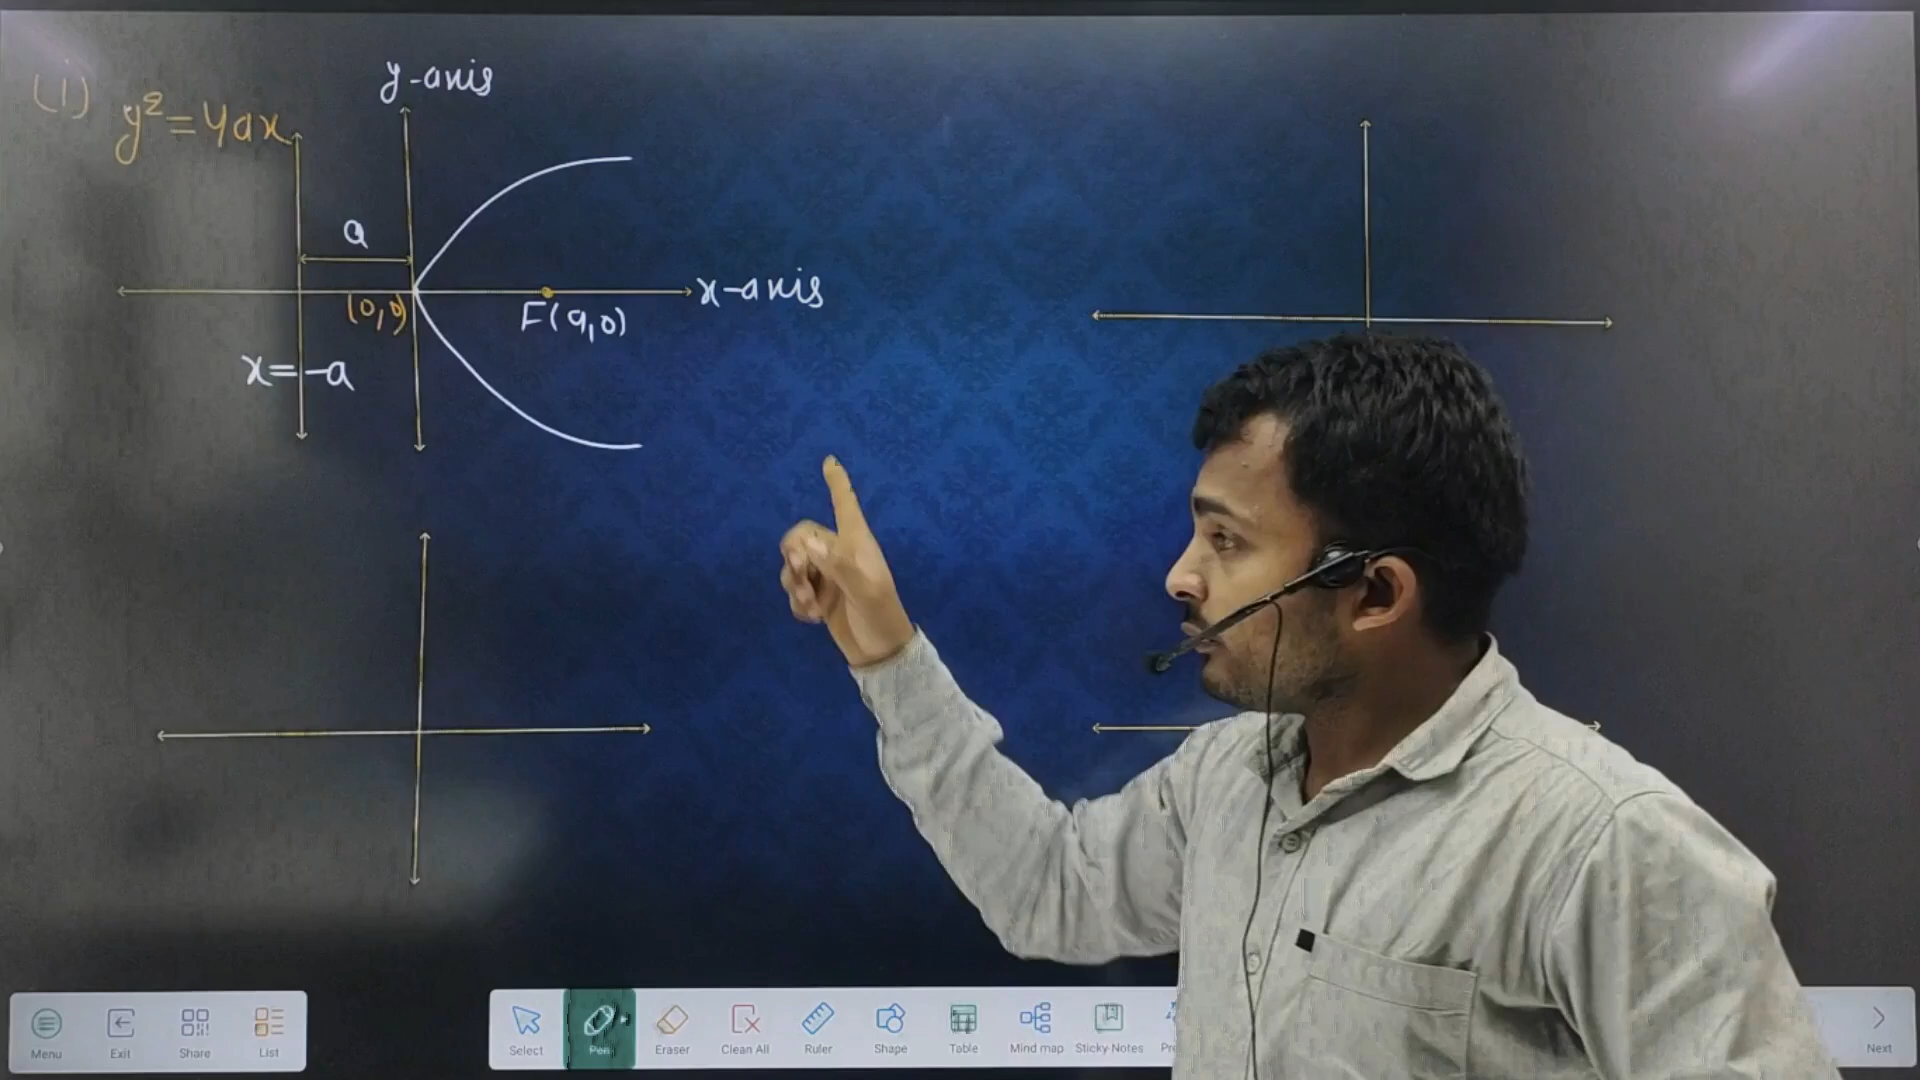 (i) y² = 4ax
y-axis
a
x-axis
(0,0)
F(a,0)
x=-a
Menu
Exit
Share
List
Select
Pen
Eraser
Clean All
Ruler
Shape
Table
Mind map
Sticky Notes
Next